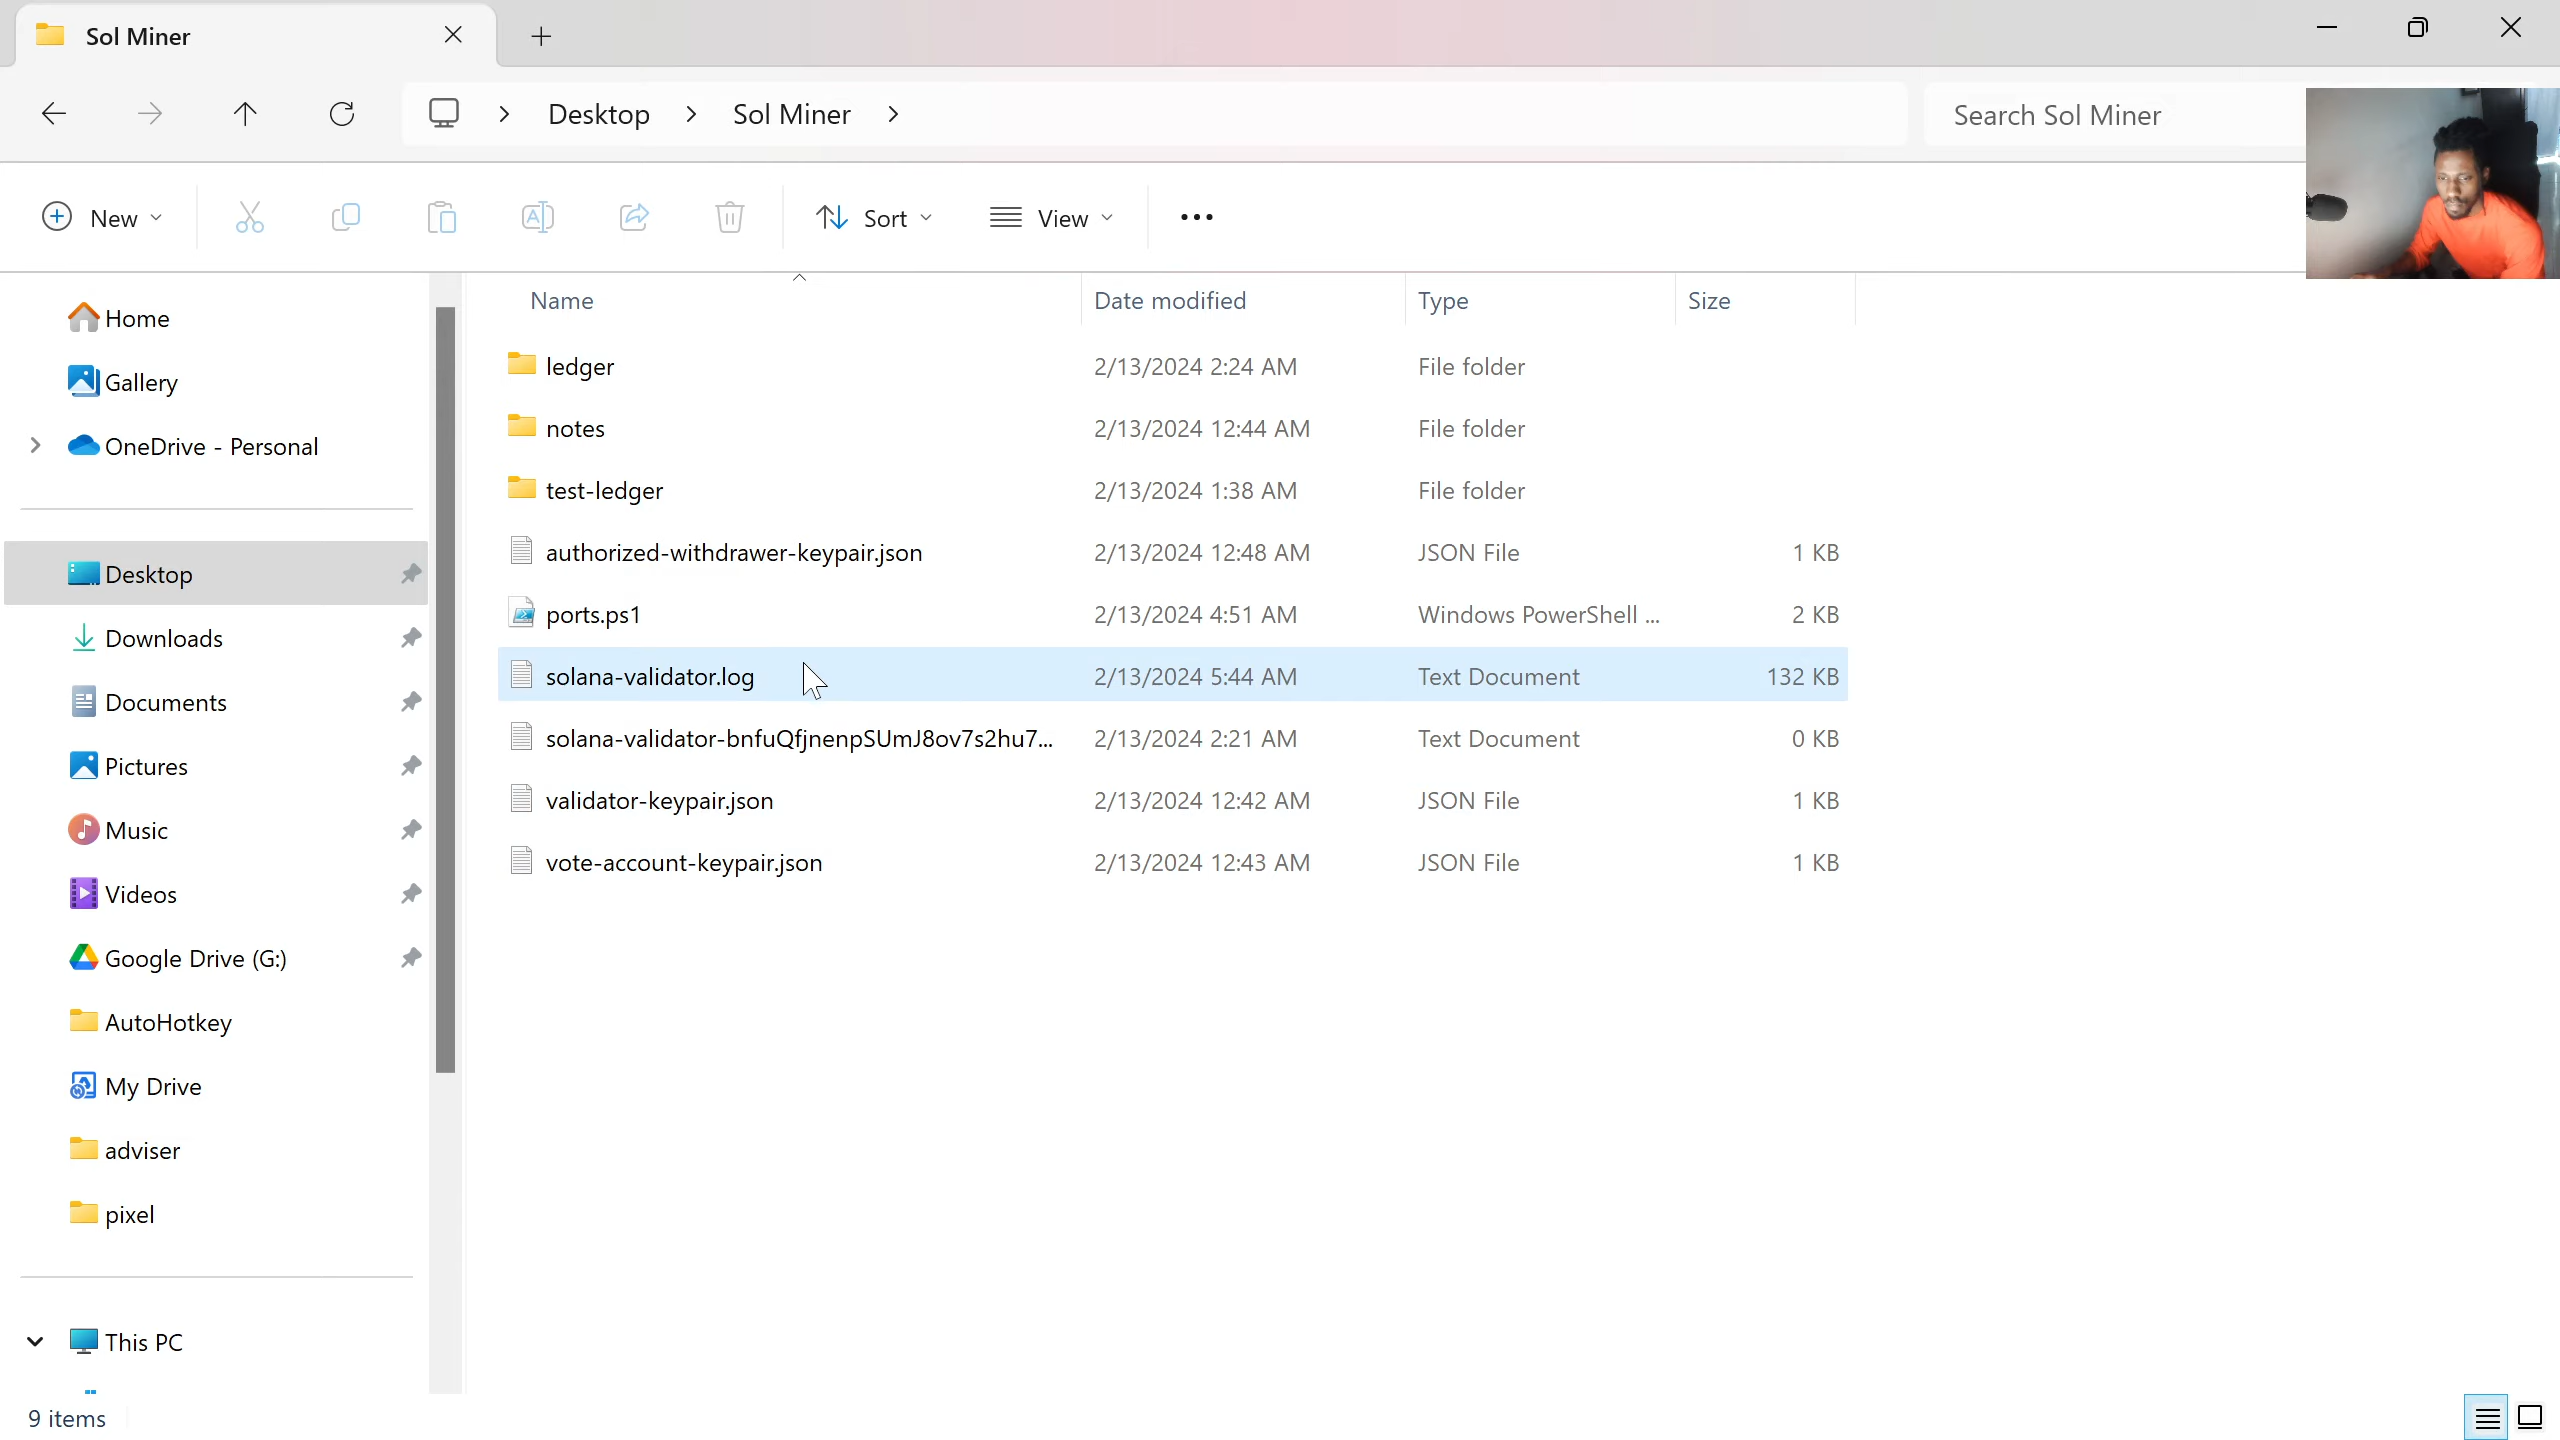 Sol Miner
Desktop
Sol Miner
Search Sol Miner
New
Sort
View
Home
Gallery
OneDrive - Personal
Desktop
Downloads
Documents
Pictures
Music
Videos
Google Drive (G:)
AutoHotkey
My Drive
adviser
pixel
This PC
Name Date modified Type Size
ledger 2/13/2024 2:24 AM File folder
notes 2/13/2024 12:44 AM File folder
test-ledger 2/13/2024 1:38 AM File folder
authorized-withdrawer-keypair.json 2/13/2024 12:48 AM JSON File 1 KB
ports.ps1 2/13/2024 4:51 AM Windows PowerShell ... 2 KB
solana-validator.log 2/13/2024 5:44 AM Text Document 132 KB
solana-validator-bnfuQfjnenpSUmJ8ov7s2hu7... 2/13/2024 2:21 AM Text Document 0 KB
validator-keypair.json 2/13/2024 12:42 AM JSON File 1 KB
vote-account-keypair.json 2/13/2024 12:43 AM JSON File 1 KB
9 items